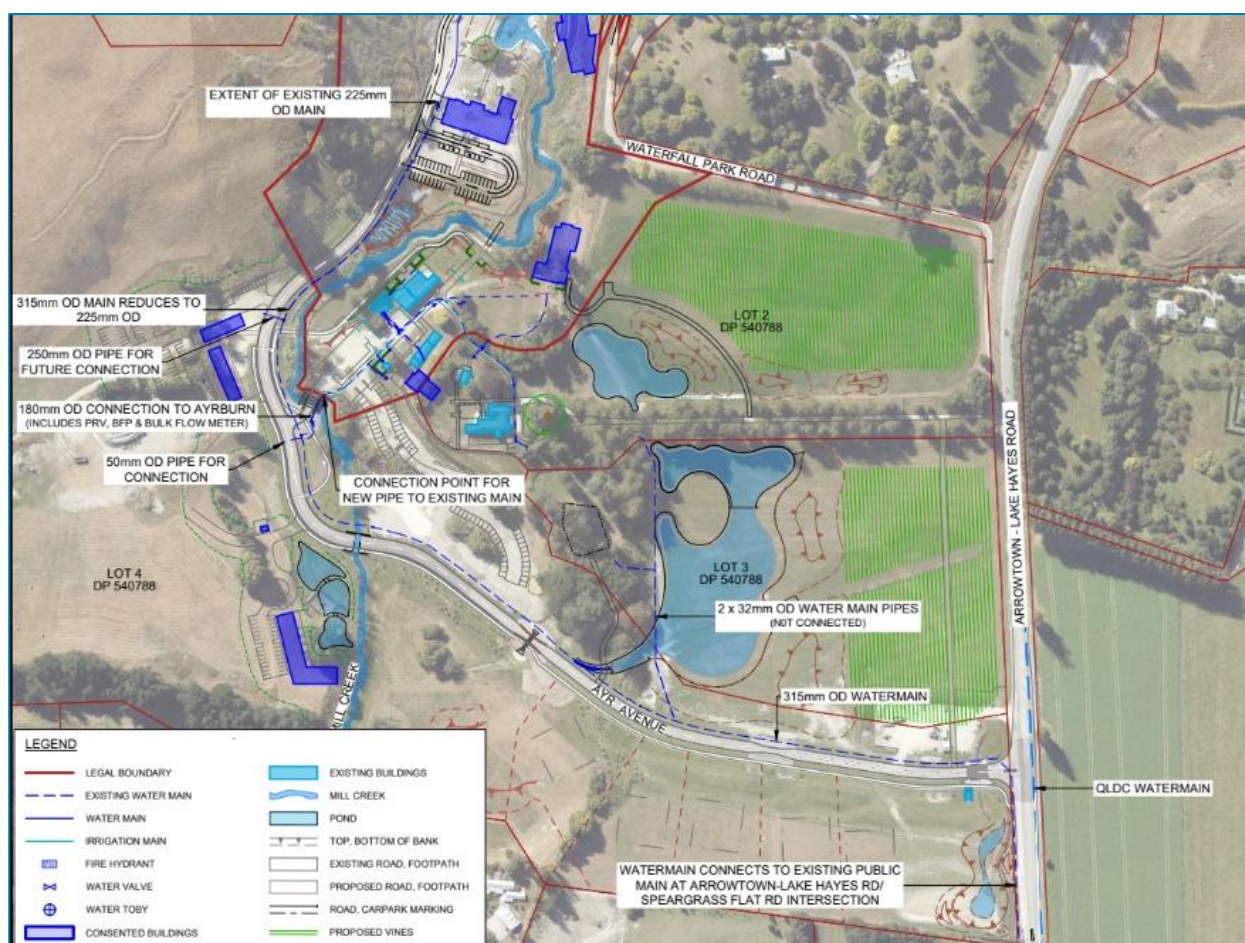 EXTENT OF EXISTING 225mm
OD MAIN
WATERFALL PARK ROAD
315mm OD MAIN REDUCES TO
225mm OD
LOT 2
DP 540788
250mm OD PIPE FOR
FUTURE CONNECTION
180mm OD CONNECTION TO AYRBURN
(INCLUDES PRV, BFP & BULK FLOW METER)
50mm OD PIPE FOR
CONNECTION
CONNECTION POINT FOR
NEW PIPE TO EXISTING MAIN
ARROWTOWN - LAKE HAYES ROAD
LOT 4
DP 540788
LOT 3
DP 540788
2 x 32mm OD WATER MAIN PIPES
(NOT CONNECTED)
MILL CREEK
AYR AVENUE
315mm OD WATERMAIN
QLDC WATERMAIN
WATERMAIN CONNECTS TO EXISTING PUBLIC
MAIN AT ARROWTOWN-LAKE HAYES RD/
SPEARGRASS FLAT RD INTERSECTION
LEGEND
LEGAL BOUNDARY
EXISTING WATER MAIN
WATER MAIN
IRRIGATION MAIN
FIRE HYDRANT
WATER VALVE
WATER TOBY
CONSENTED BUILDINGS
EXISTING BUILDINGS
MILL CREEK
POND
TOP, BOTTOM OF BANK
EXISTING ROAD, FOOTPATH
PROPOSED ROAD, FOOTPATH
ROAD, CARPARK MARKING
PROPOSED VINES